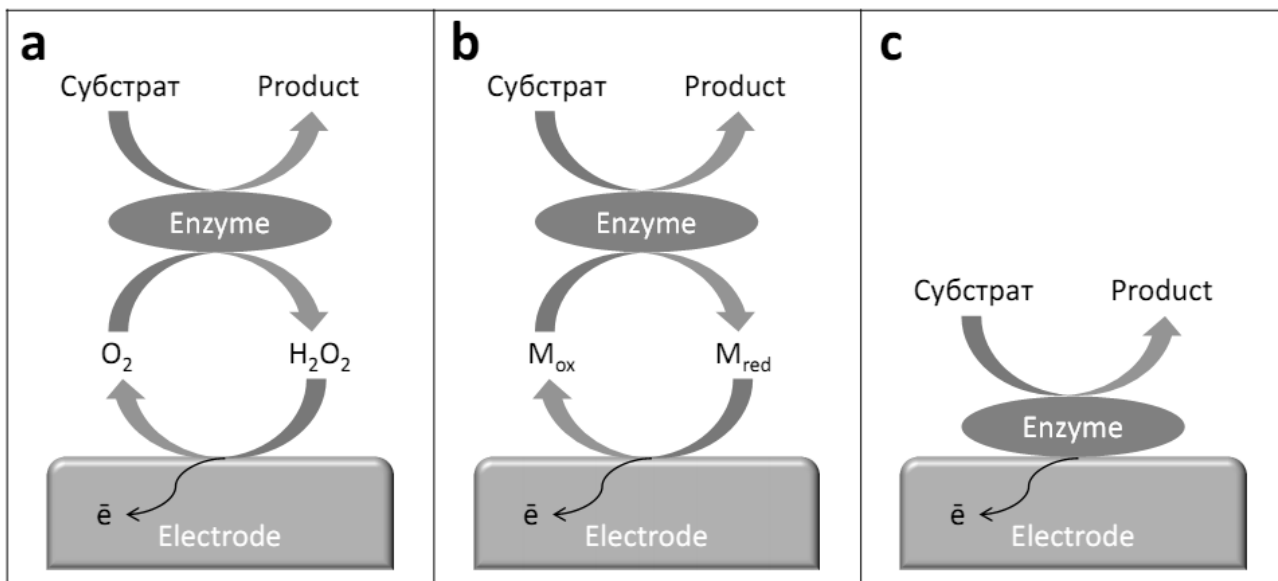 a
Субстрат Product
Enzyme
O₂ H₂O₂
ē
Electrode
b
Субстрат Product
Enzyme
Mox Mred
ē
Electrode
c
Субстрат Product
Enzyme
ē
Electrode